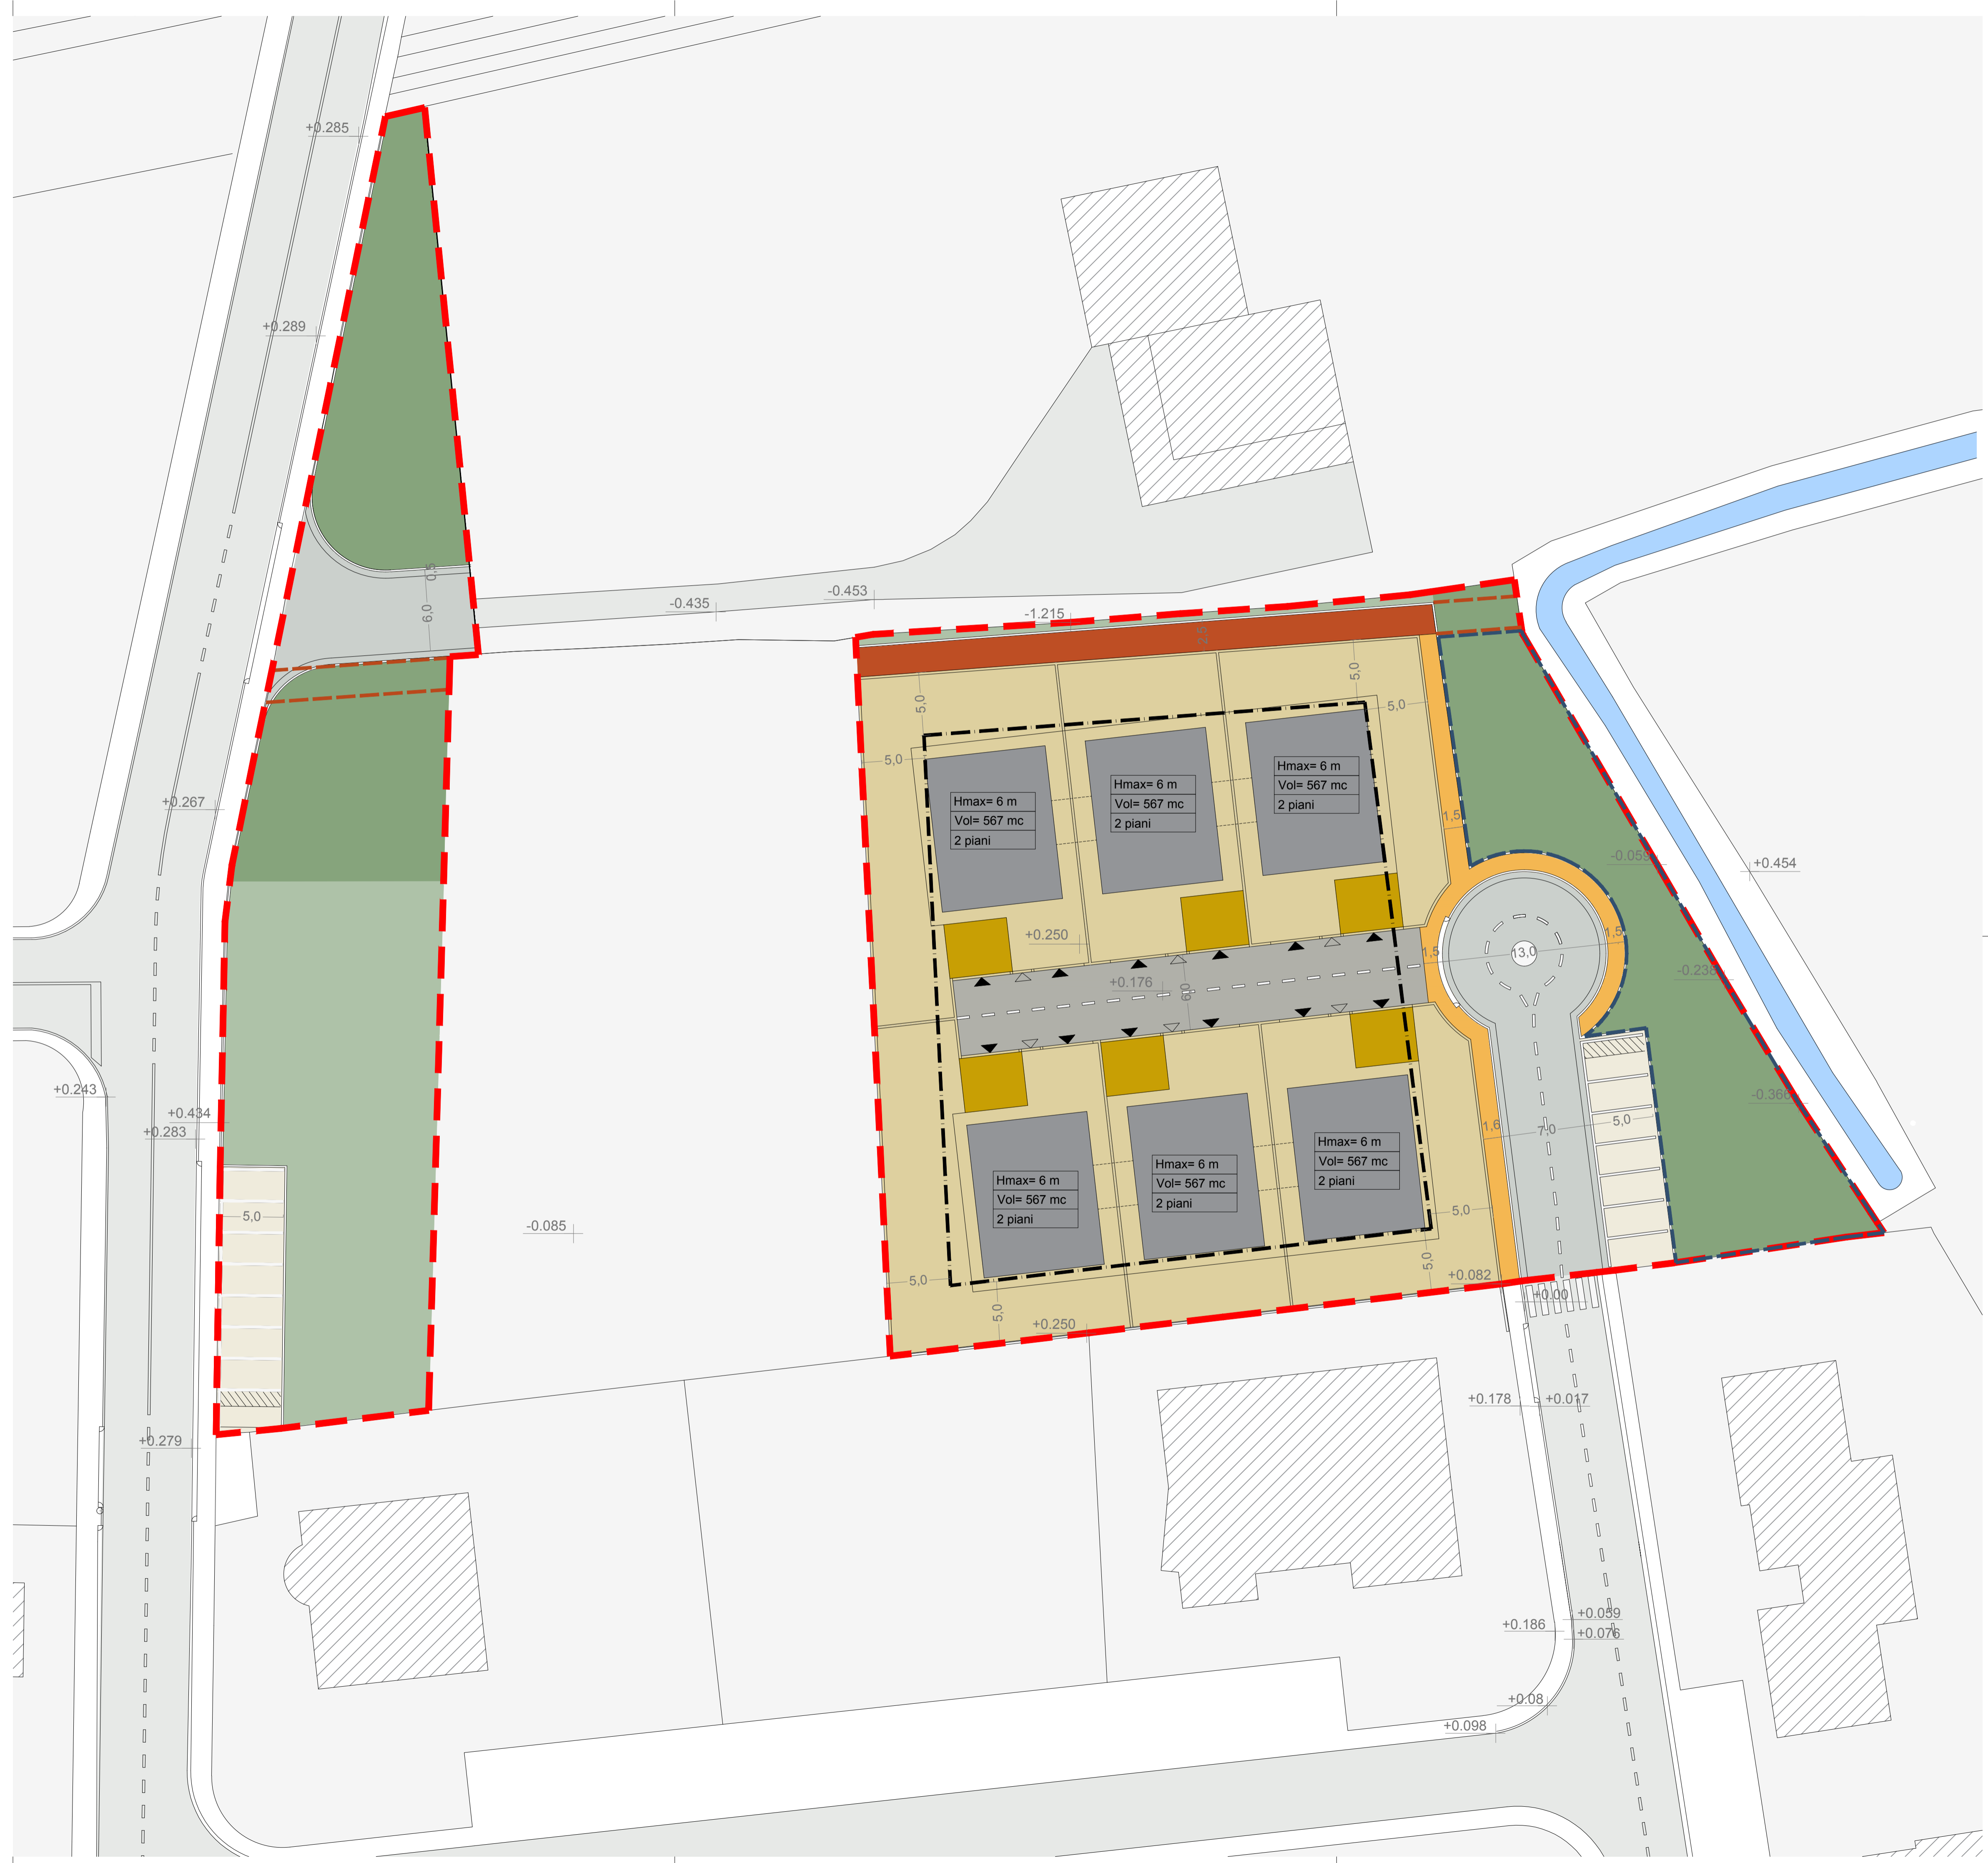 +0.285
+0.289
0,5
6,0
-0.453
-0.435
-1.215
5,0
5,0
5,0
5,0
Hmax= 6 m
Vol= 567 mc
2 piani
Hmax= 6 m
Vol= 567 mc
2 piani
Hmax= 6 m
Vol= 567 mc
2 piani
+0.267
1,5
-0.059
+0.454
+0.250
1,5
13,0
1,5
-0.238
+0.176
6,0
+0.243
+0.434
+0.283
-0.366
1,6
7,0
5,0
Hmax= 6 m
Vol= 567 mc
2 piani
Hmax= 6 m
Vol= 567 mc
2 piani
Hmax= 6 m
Vol= 567 mc
2 piani
5,0
5,0
-0.085
5,0
5,0
5,0
+0.082
+0.00
+0.250
+0.178
+0.017
+0.279
+0.059
+0.186
+0.076
+0.08
+0.098